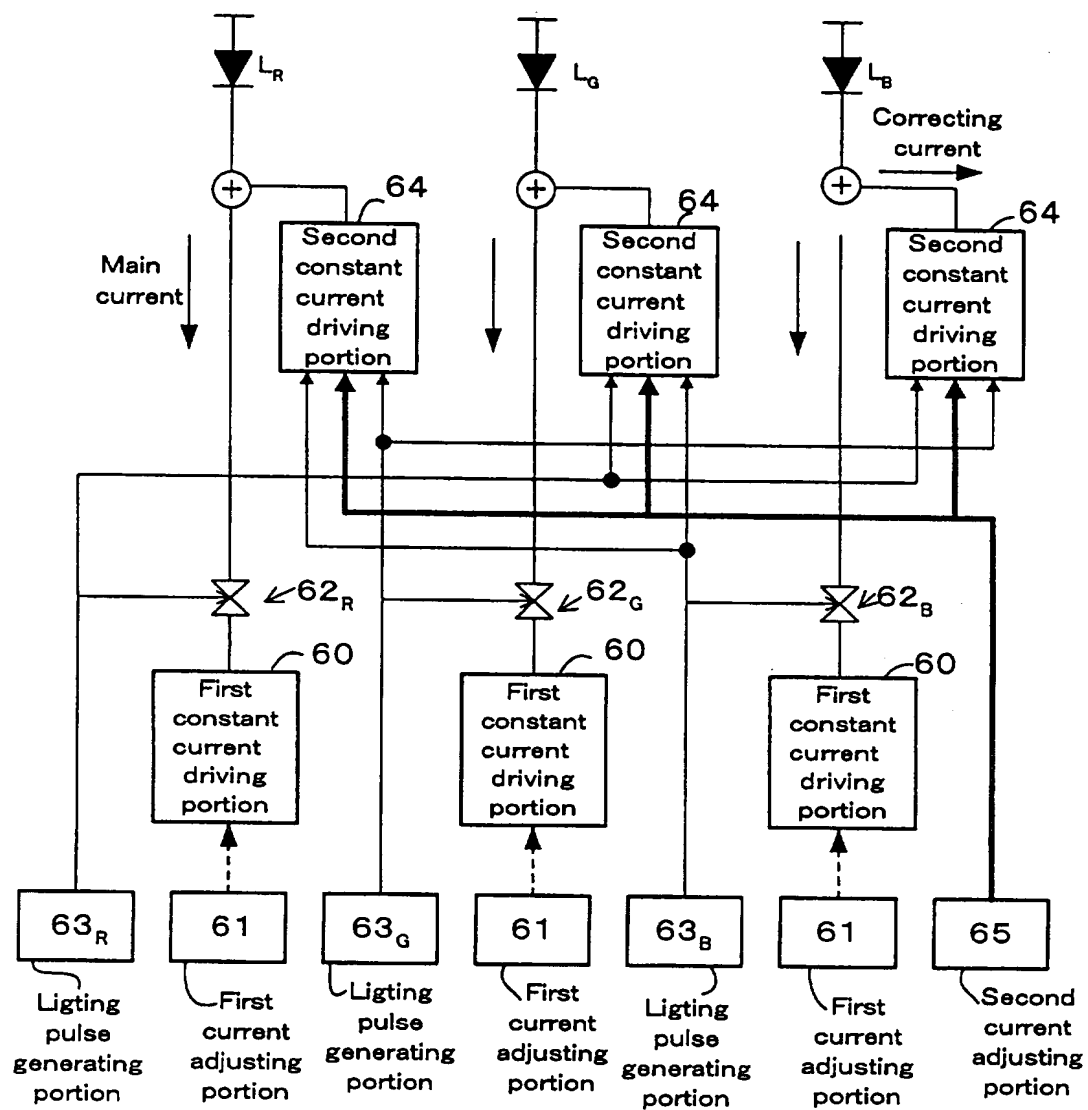 L_R
L_G
L_B
Correcting
current
64
64
64
Second
constant
current
driving
portion
Second
constant
current
driving
portion
Second
constant
current
driving
portion
Main
current
62_R
62_G
62_B
60
60
60
First
constant
current
driving
portion
First
constant
current
driving
portion
First
constant
current
driving
portion
63_R
61
63_G
61
63_B
61
65
Ligting
pulse
generating
portion
First
current
adjusting
portion
Ligting
pulse
generating
portion
First
current
adjusting
portion
Ligting
pulse
generating
portion
First
current
adjusting
portion
Second
current
adjusting
portion